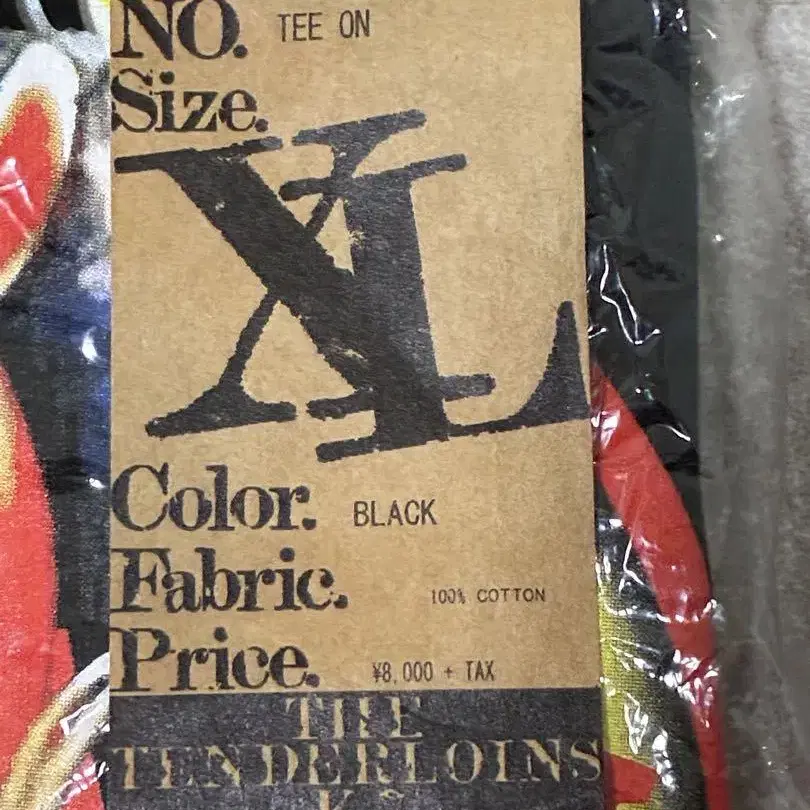 NO. TEE ON
Size.
XL
Color. BLACK
Fabric. 100% COTTON
Price. ¥8,000 + TAX
THE
TENDERLOINS